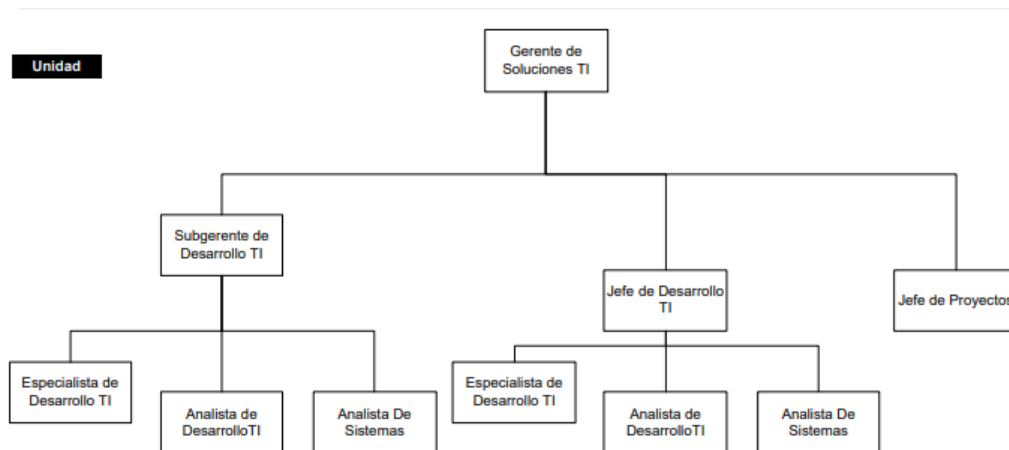 Gerente de
Soluciones TI
Unidad
Subgerente de
Desarrollo TI
Jefe de Desarrollo
TI
Jefe de Proyectos
Especialista de
Desarrollo TI
Analista de
DesarrolloTI
Analista De
Sistemas
Especialista de
Desarrollo TI
Analista de
DesarrolloTI
Analista De
Sistemas